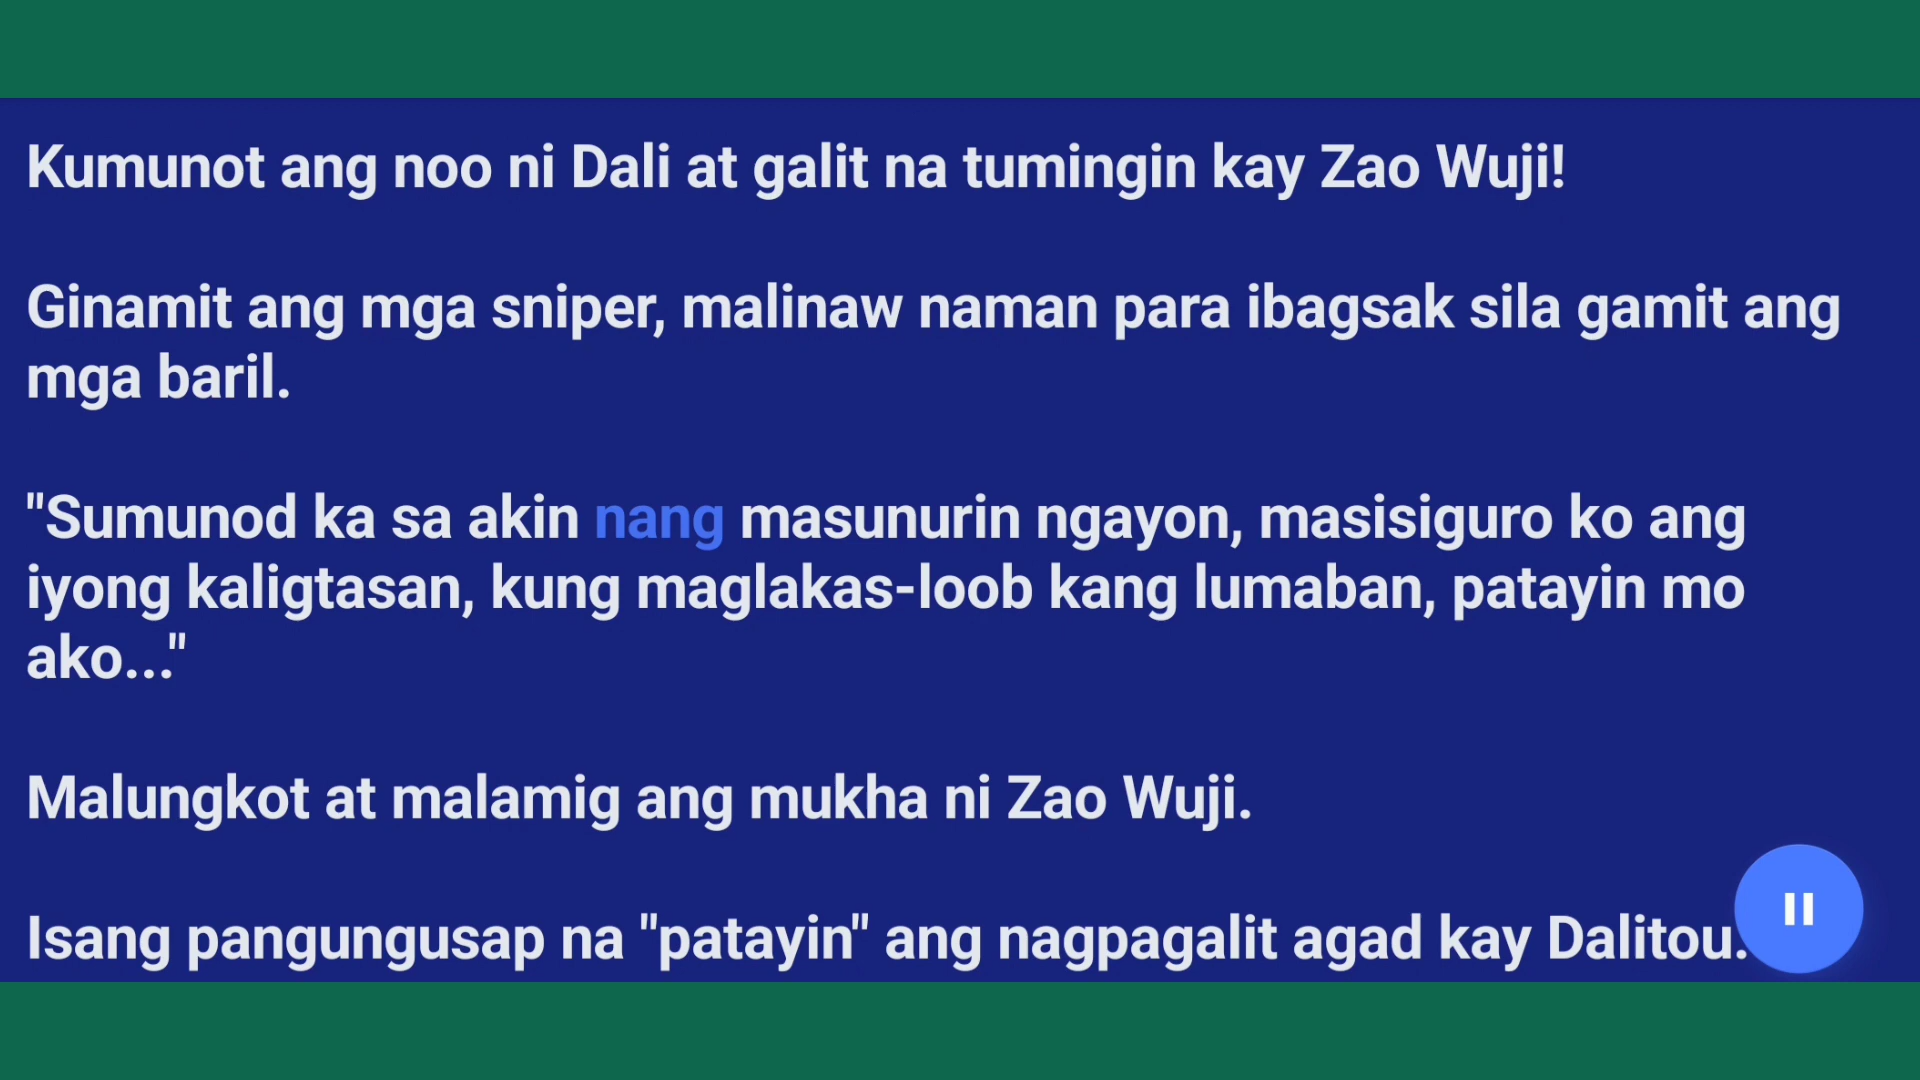 Kumunot ang noo ni Dali at galit na tumingin kay Zao Wuji!
Ginamit ang mga sniper, malinaw naman para ibagsak sila gamit ang
mga baril.
"Sumunod ka sa akin nang masunurin ngayon, masisiguro ko ang
iyong kaligtasan, kung maglakas-loob kang lumaban, patayin mo
ako..."
Malungkot at malamig ang mukha ni Zao Wuji.
Isang pangungusap na "patayin" ang nagpagalit agad kay Dalitou.